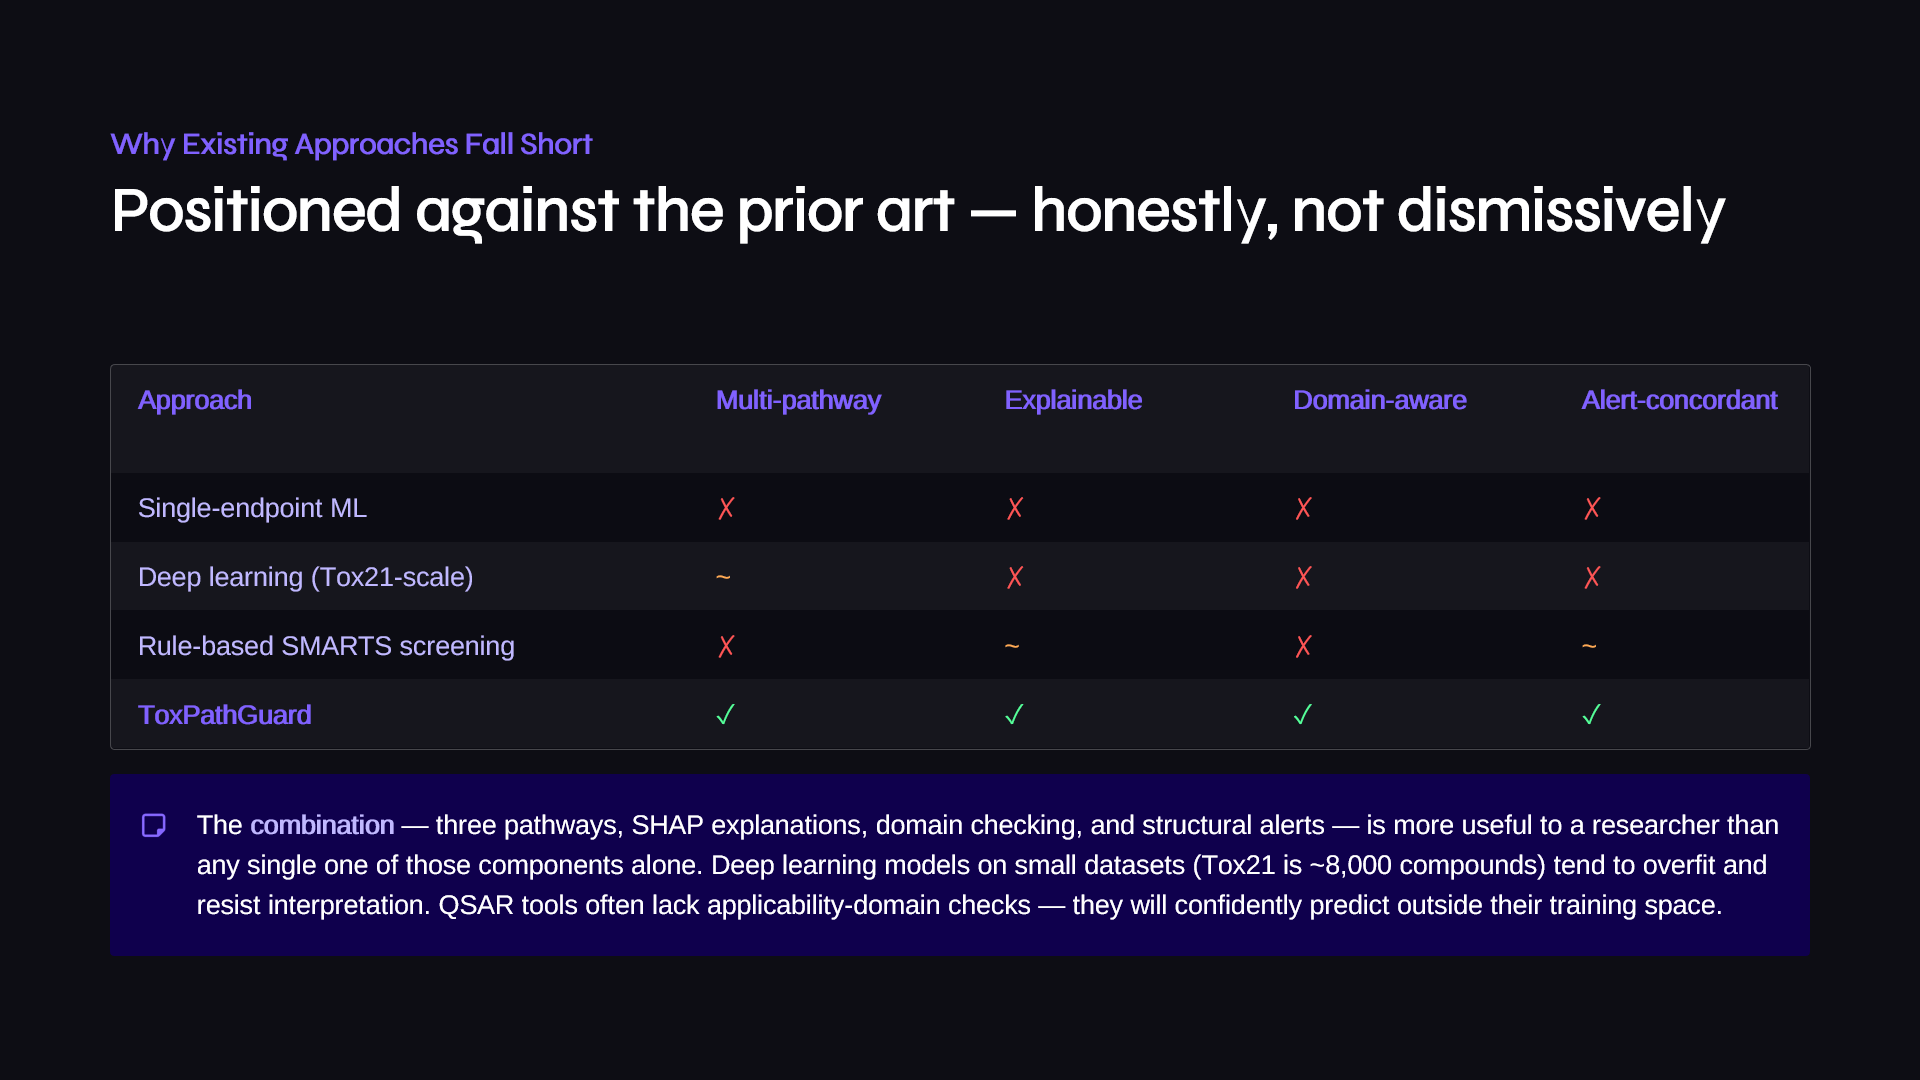 Why Existing Approaches Fall Short
Positioned against the prior art — honestly, not dismissively
Approach Multi-pathway Explainable Domain-aware Alert-concordant
Single-endpoint ML ✗ ✗ ✗ ✗
Deep learning (Tox21-scale) ~ ✗ ✗ ✗
Rule-based SMARTS screening ✗ ~ ✗ ~
ToxPathGuard ✓ ✓ ✓ ✓
The combination — three pathways, SHAP explanations, domain checking, and structural alerts — is more useful to a researcher than
any single one of those components alone. Deep learning models on small datasets (Tox21 is ~8,000 compounds) tend to overfit and
resist interpretation. QSAR tools often lack applicability-domain checks — they will confidently predict outside their training space.